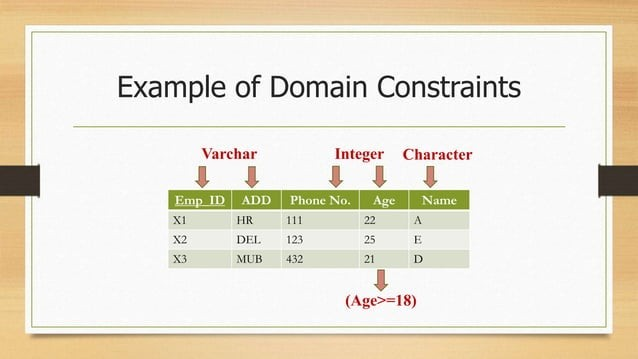 Example of Domain Constraints
Varchar Integer Character
Emp_ID ADD Phone No. Age Name
X1 HR 111 22 A
X2 DEL 123 25 E
X3 MUB 432 21 D
(Age>=18)